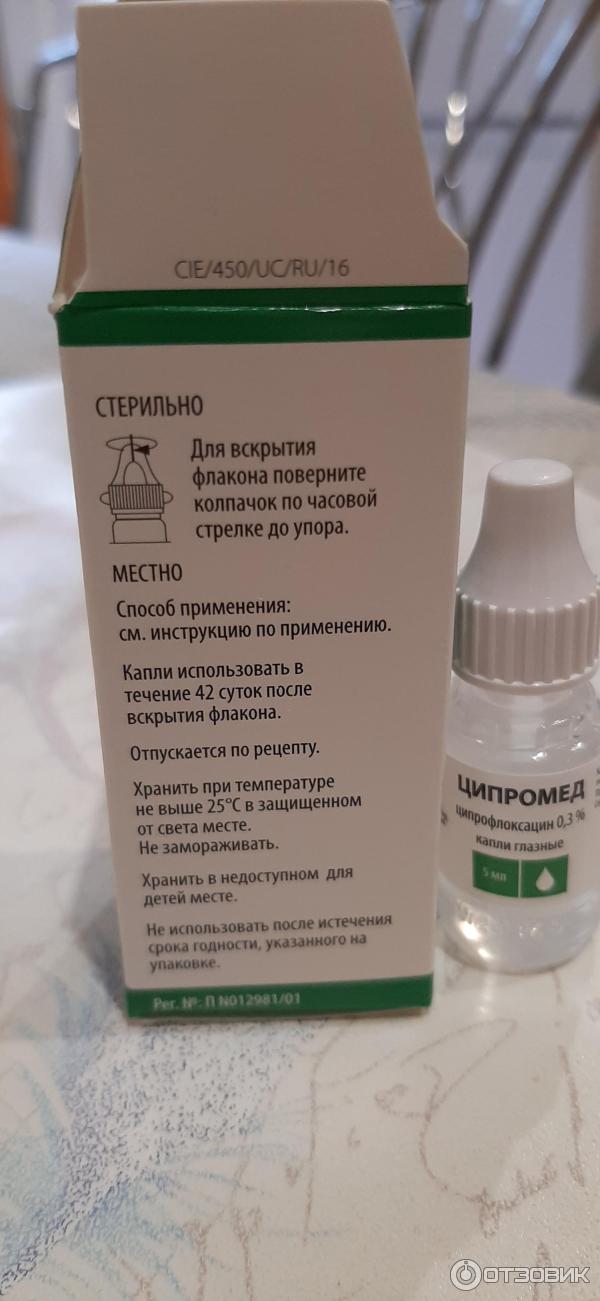 CIE/450/UC/RU/16
СТЕРИЛЬНО
Для вскрытия
флакона поверните
колпачок по часовой
стрелке до упора.
МЕСТНО
Способ применения:
см. инструкцию по применению.
Капли использовать в
течение 42 суток после
вскрытия флакона.
Отпускается по рецепту.
Хранить при температуре
не выше 25°С в защищенном
от света месте.
Не замораживать.
Хранить в недоступном для
детей месте.
Не использовать после истечения
срока годности, указанного на
упаковке.
Рег. №: П N012981/01
ЦИПРОМЕД
ципрофлоксацин 0,3 %
капли глазные
5 мл
ОТЗОВИК